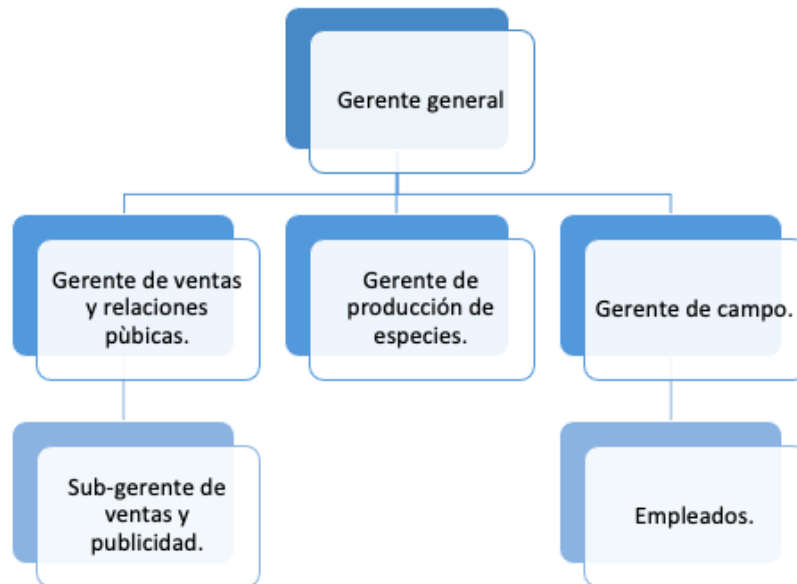 Gerente general
Gerente de ventas
y relaciones
pùbicas.
Gerente de
producción de
especies.
Gerente de campo.
Sub-gerente de
ventas y
publicidad.
Empleados.